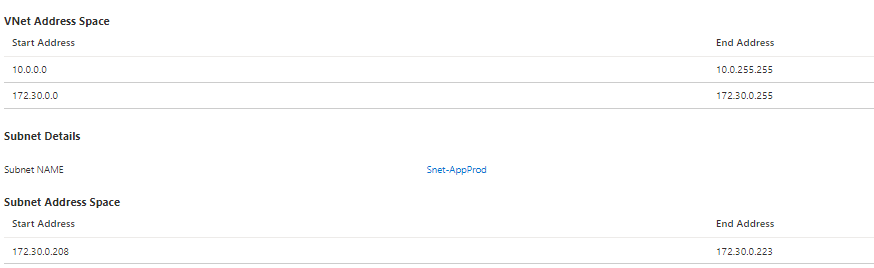 VNet Address Space
Start Address End Address
10.0.0.0 10.0.255.255
172.30.0.0 172.30.0.255
Subnet Details
Subnet NAME Snet-AppProd
Subnet Address Space
Start Address End Address
172.30.0.208 172.30.0.223